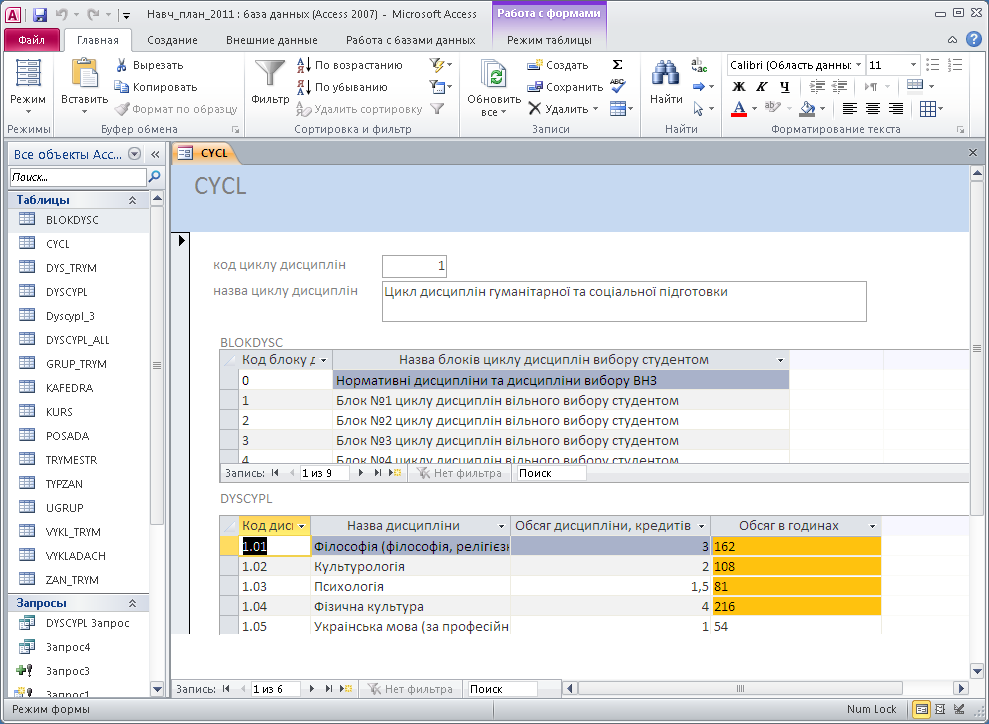 Навч_план_2011 : база данных (Access 2007) - Microsoft Access
Работа с формами
Файл Главная Создание Внешние данные Работа с базами данных Режим таблицы
Режим
Режимы
Вставить
Вырезать
Копировать
Формат по образцу
Буфер обмена
Фильтр
По возрастанию
По убыванию
Удалить сортировку
Сортировка и фильтр
Обновить все
Создать
Сохранить
Удалить
Записи
Найти
Найти
Calibri (Область данны: 11
Ж К Ч
Форматирование текста
Все объекты Acc...
Поиск...
Таблицы
BLOKDYSC
CYCL
DYS_TRYM
DYSCYPL
Dyscypl_3
DYSCYPL_ALL
GRUP_TRYM
KAFEDRA
KURS
POSADA
TRYMESTR
TYPZAN
UGRUP
VYKL_TRYM
VYKLADACH
ZAN_TRYM
Запросы
DYSCYPL Запрос
Запрос4
Запрос3
Запрос1
CYCL
CYCL
код циклу дисциплін 1
назва циклу дисциплін Цикл дисциплін гуманітарної та соціальної підготовки
BLOKDYSC
Код блоку д Назва блоків циклу дисциплін вибору студентом
0 Нормативні дисципліни та дисципліни вибору ВНЗ
1 Блок №1 циклу дисциплін вільного вибору студентом
2 Блок №2 циклу дисциплін вільного вибору студентом
3 Блок №3 циклу дисциплін вільного вибору студентом
4 Блок №4 циклу дисциплін вільного вибору студентом
Запись: 1 из 9 Нет фильтра Поиск
DYSCYPL
Код дисі Назва дисципліни Обсяг дисципліни, кредитів Обсяг в годинах
1.01 Філософія (філософія, релігієзн 3 162
1.02 Культурологія 2 108
1.03 Психологія 1,5 81
1.04 Фізична культура 4 216
1.05 Українська мова (за професійн 1 54
Запись: 1 из 6 Нет фильтра Поиск
Режим формы Num Lock